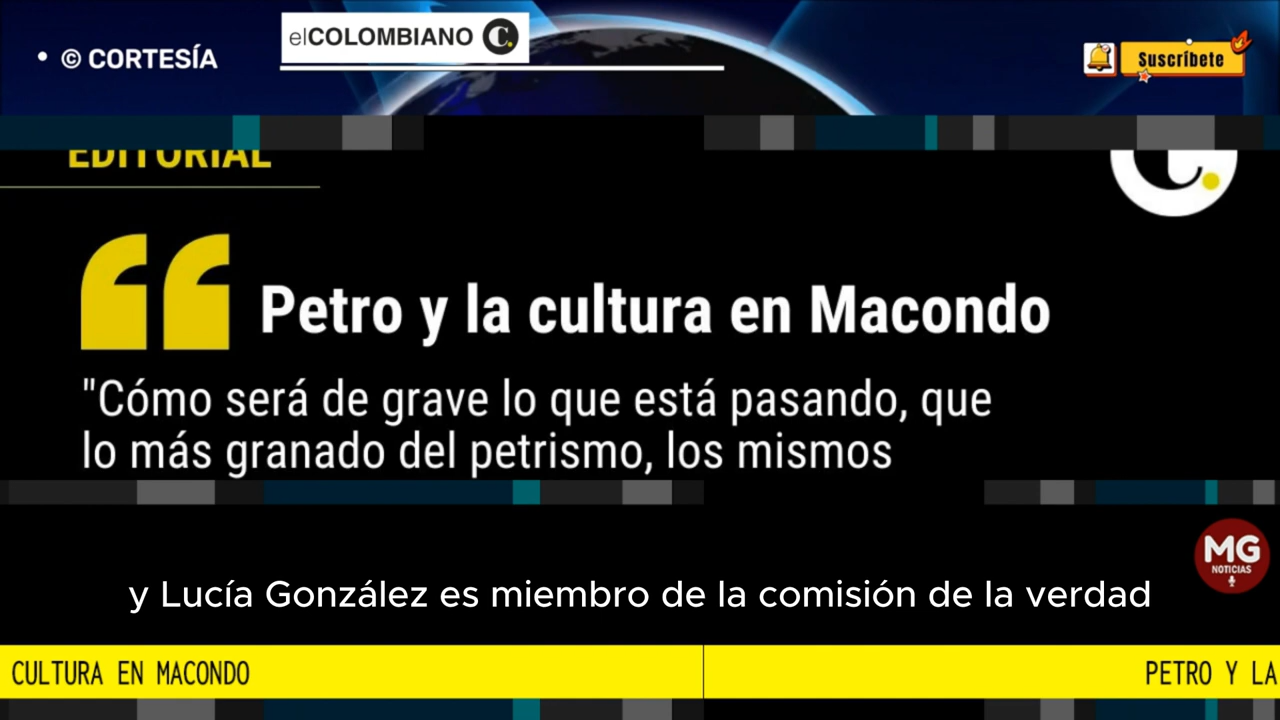 • © CORTESÍA
elCOLOMBIANO C.
Suscríbete
EDITORIAL
Petro y la cultura en Macondo
"Cómo será de grave lo que está pasando, que
lo más granado del petrismo, los mismos
MG
NOTICIAS
y Lucía González es miembro de la comisión de la verdad
CULTURA EN MACONDO
PETRO Y LA